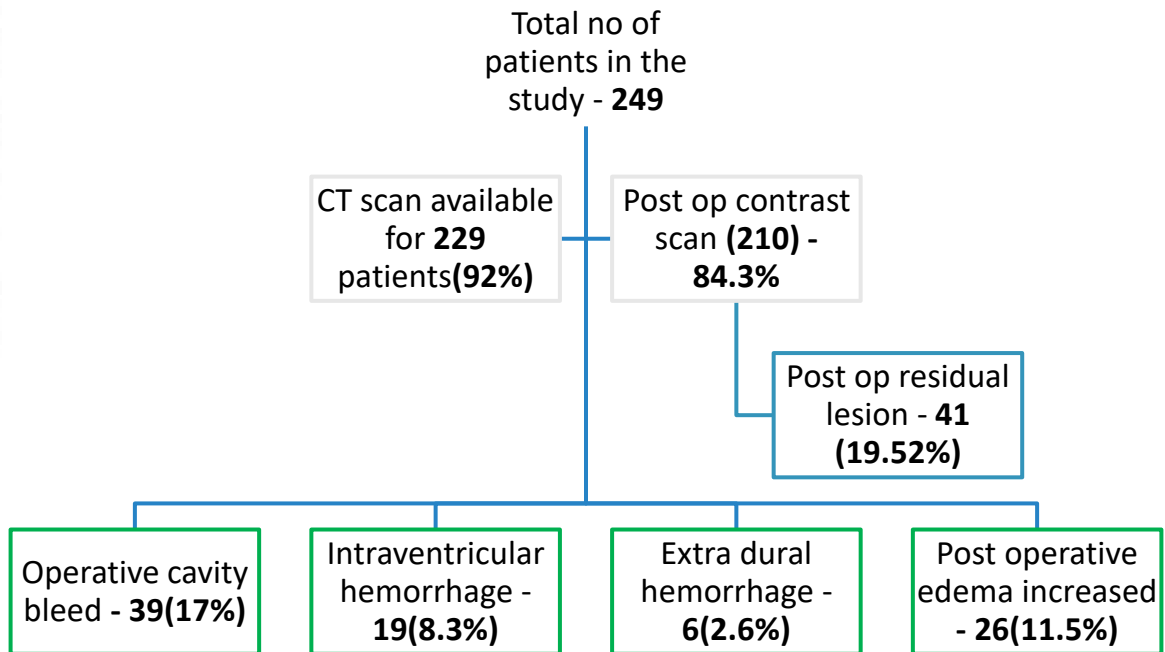 Total no of
patients in the
study - 249
CT scan available
for 229
patients(92%)
Post op contrast
scan (210) -
84.3%
Post op residual
lesion - 41
(19.52%)
Operative cavity
bleed - 39(17%)
Intraventricular
hemorrhage -
19(8.3%)
Extra dural
hemorrhage -
6(2.6%)
Post operative
edema increased
- 26(11.5%)